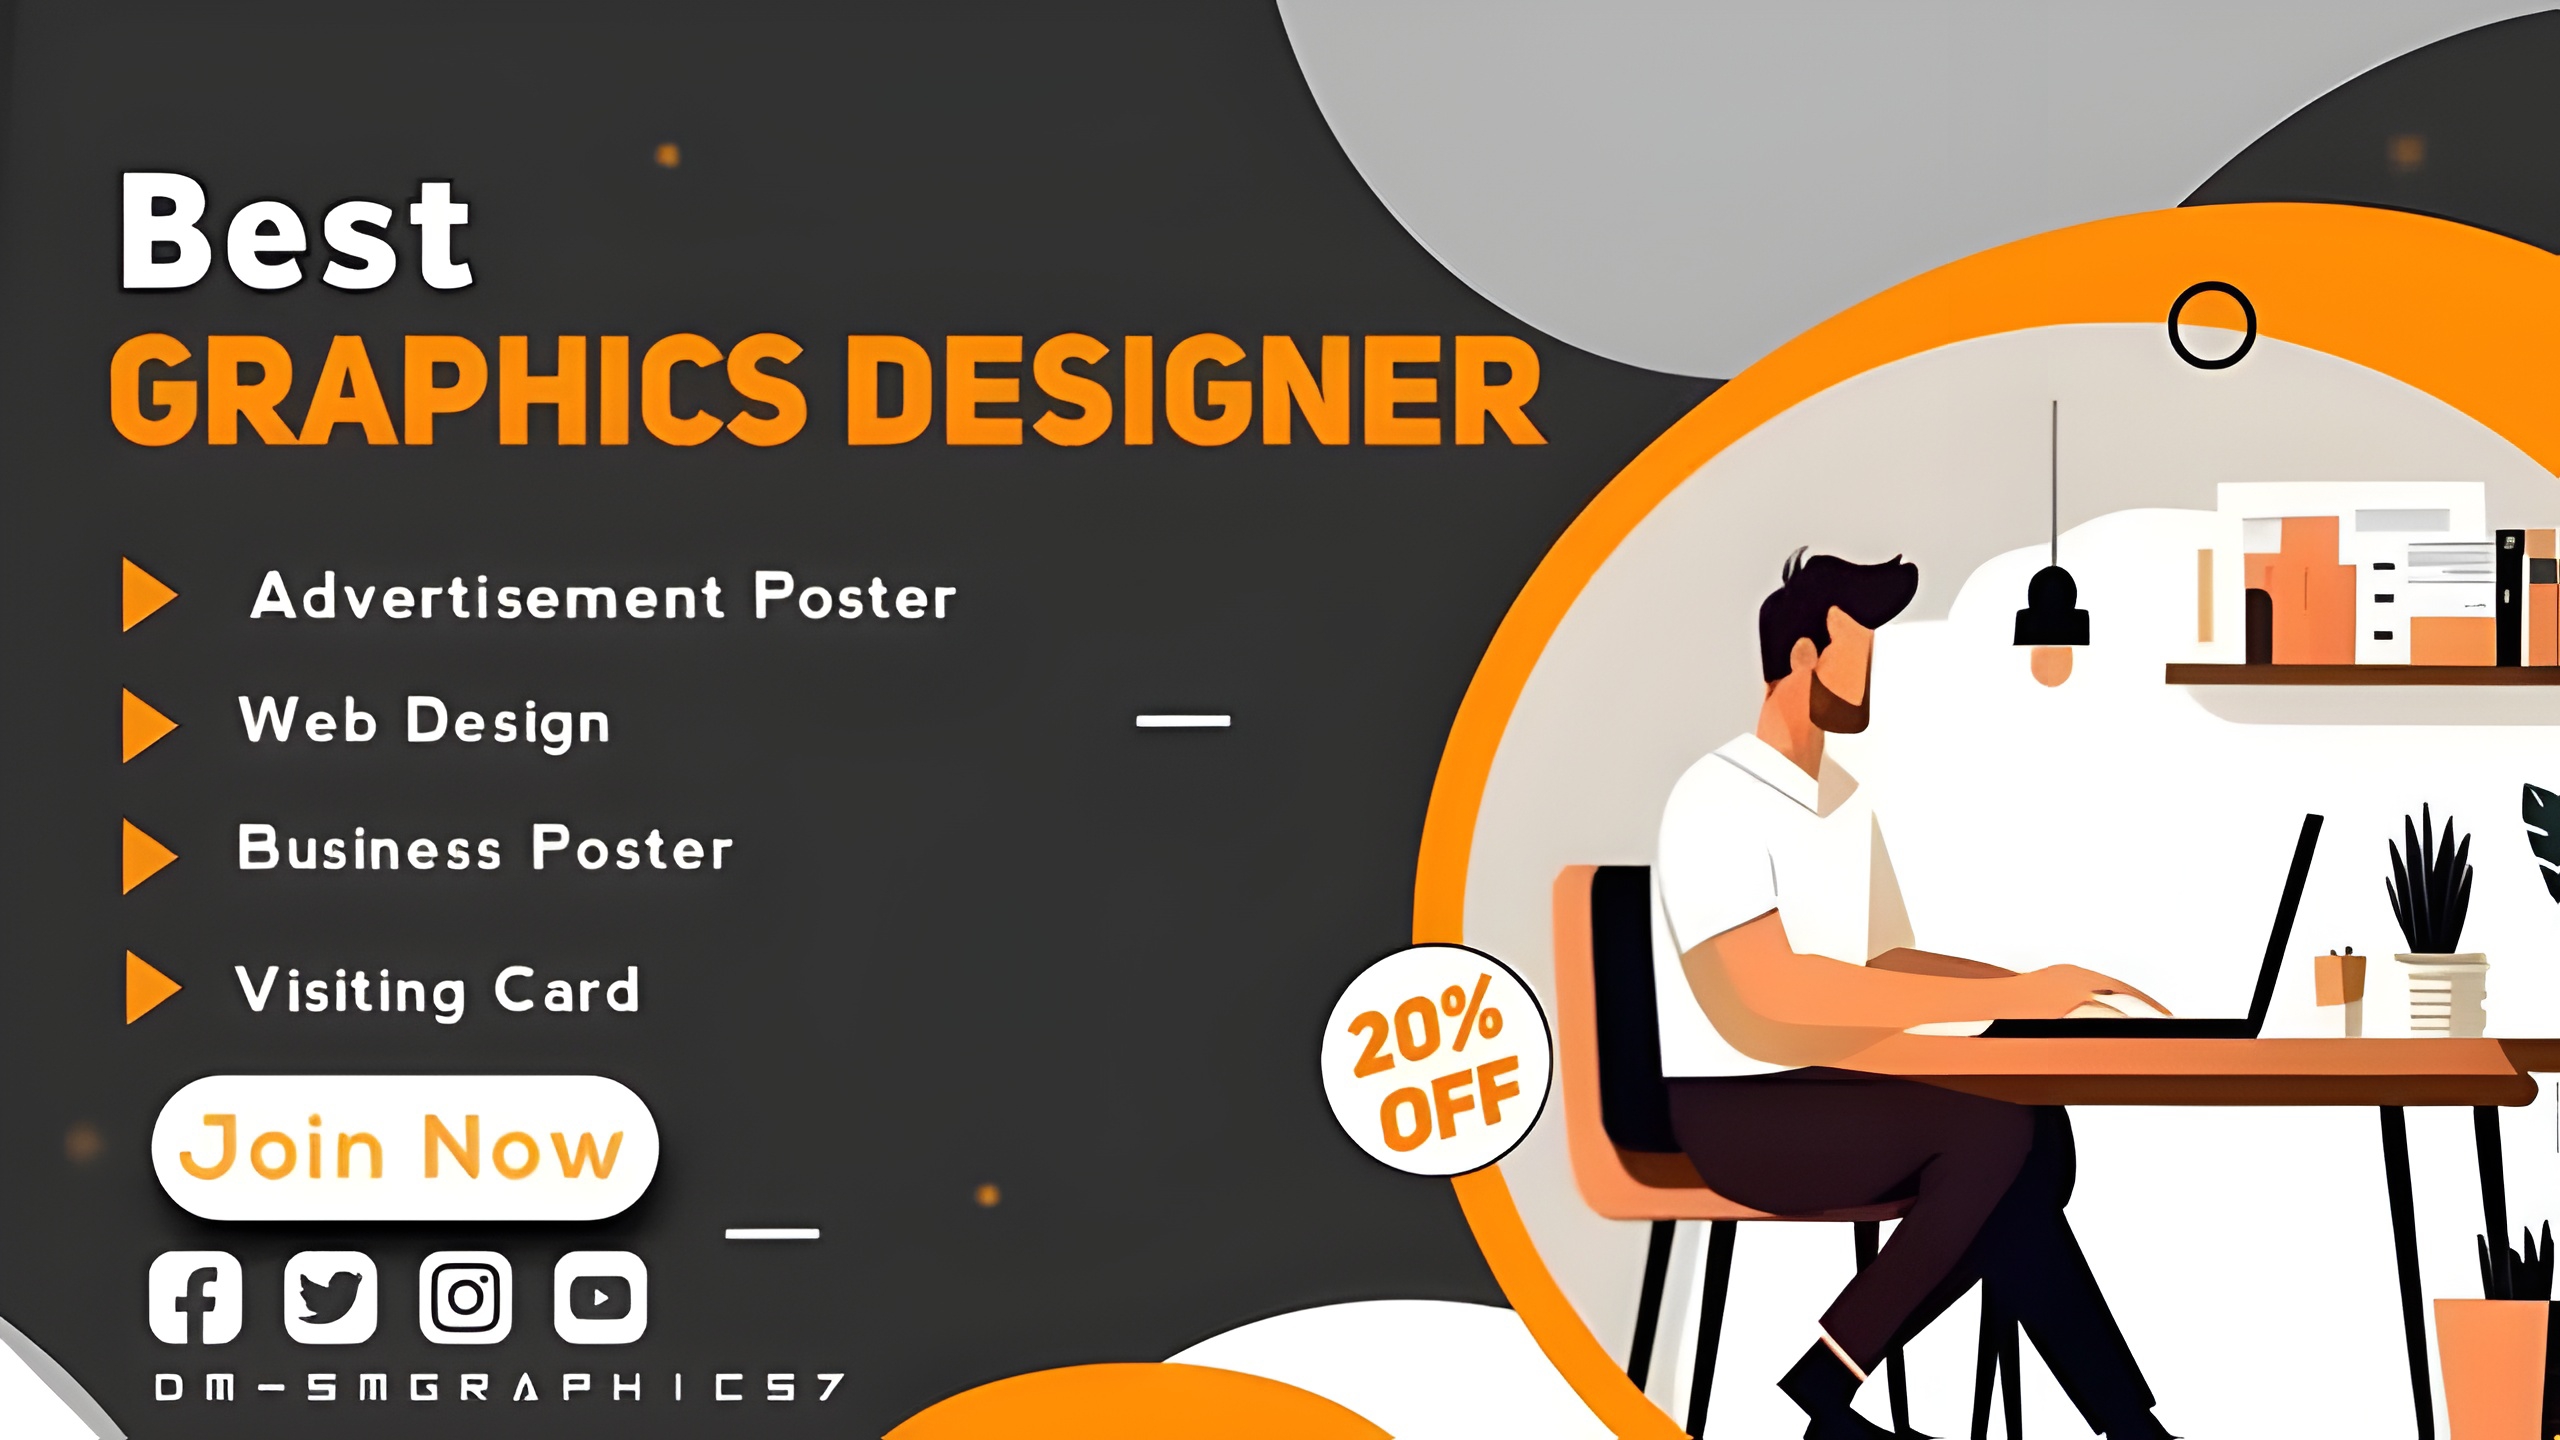 Best
GRAPHICS DESIGNER
Advertisement Poster
Web Design
Business Poster
Visiting Card
20%
OFF
Join Now
DM-SMGRAPHICS7